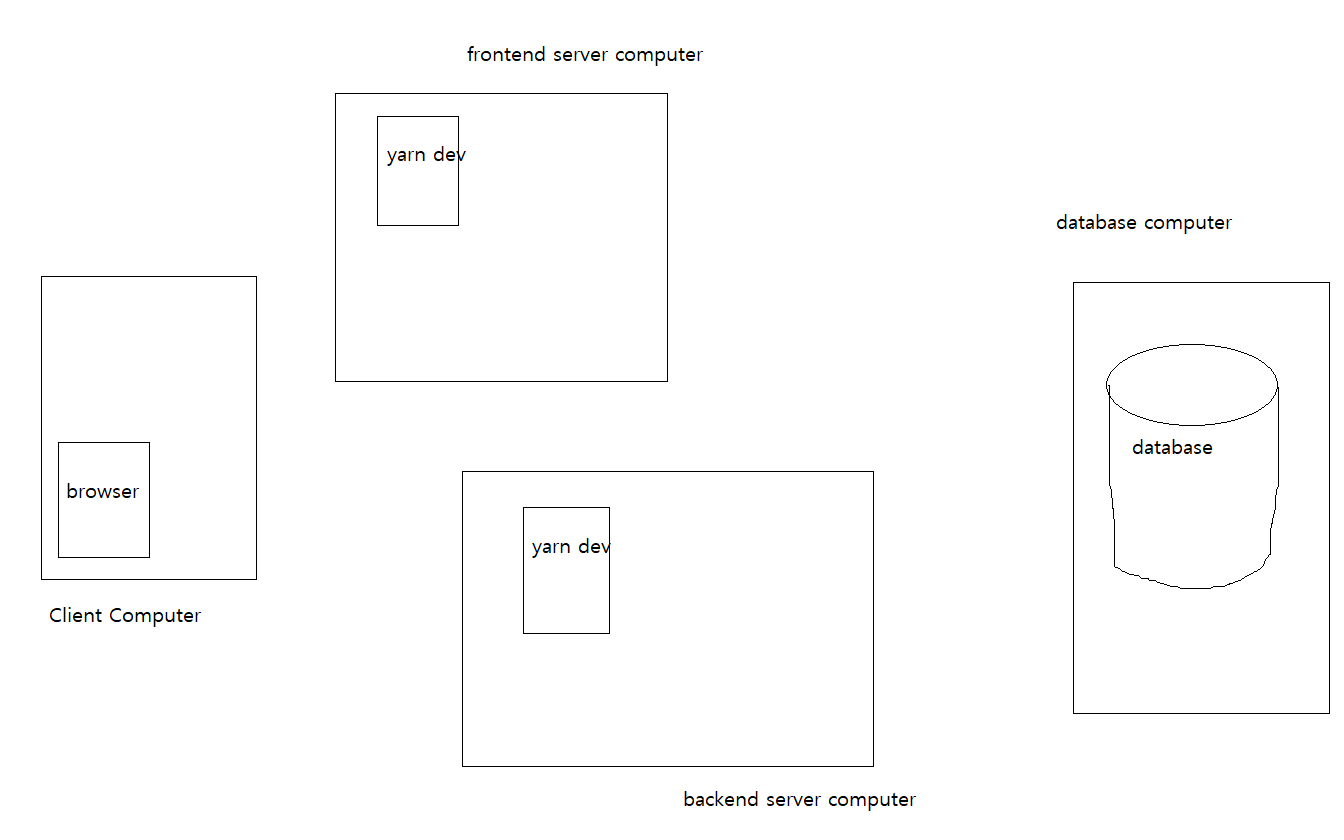 frontend server computer
yarn dev
database computer
database
browser
Client Computer
yarn dev
backend server computer